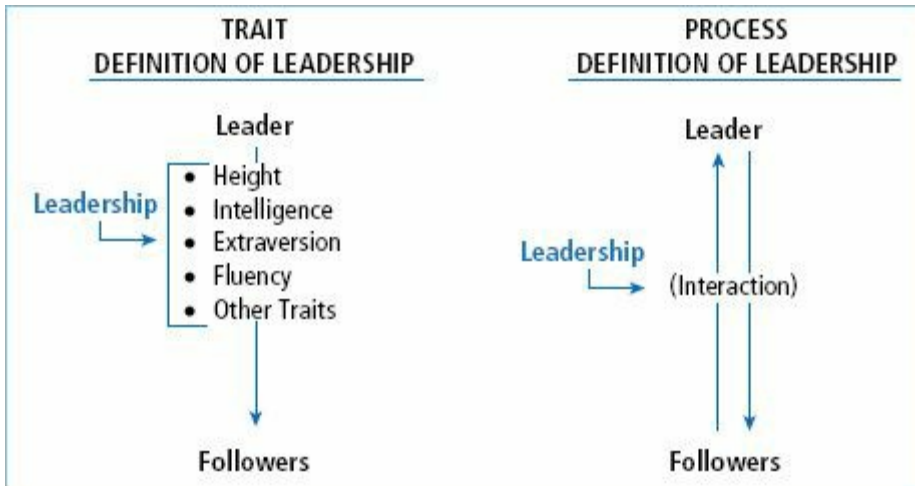 TRAIT
DEFINITION OF LEADERSHIP
Leader
Leadership
• Height
• Intelligence
• Extraversion
• Fluency
• Other Traits
Followers
PROCESS
DEFINITION OF LEADERSHIP
Leader
Leadership
(Interaction)
Followers